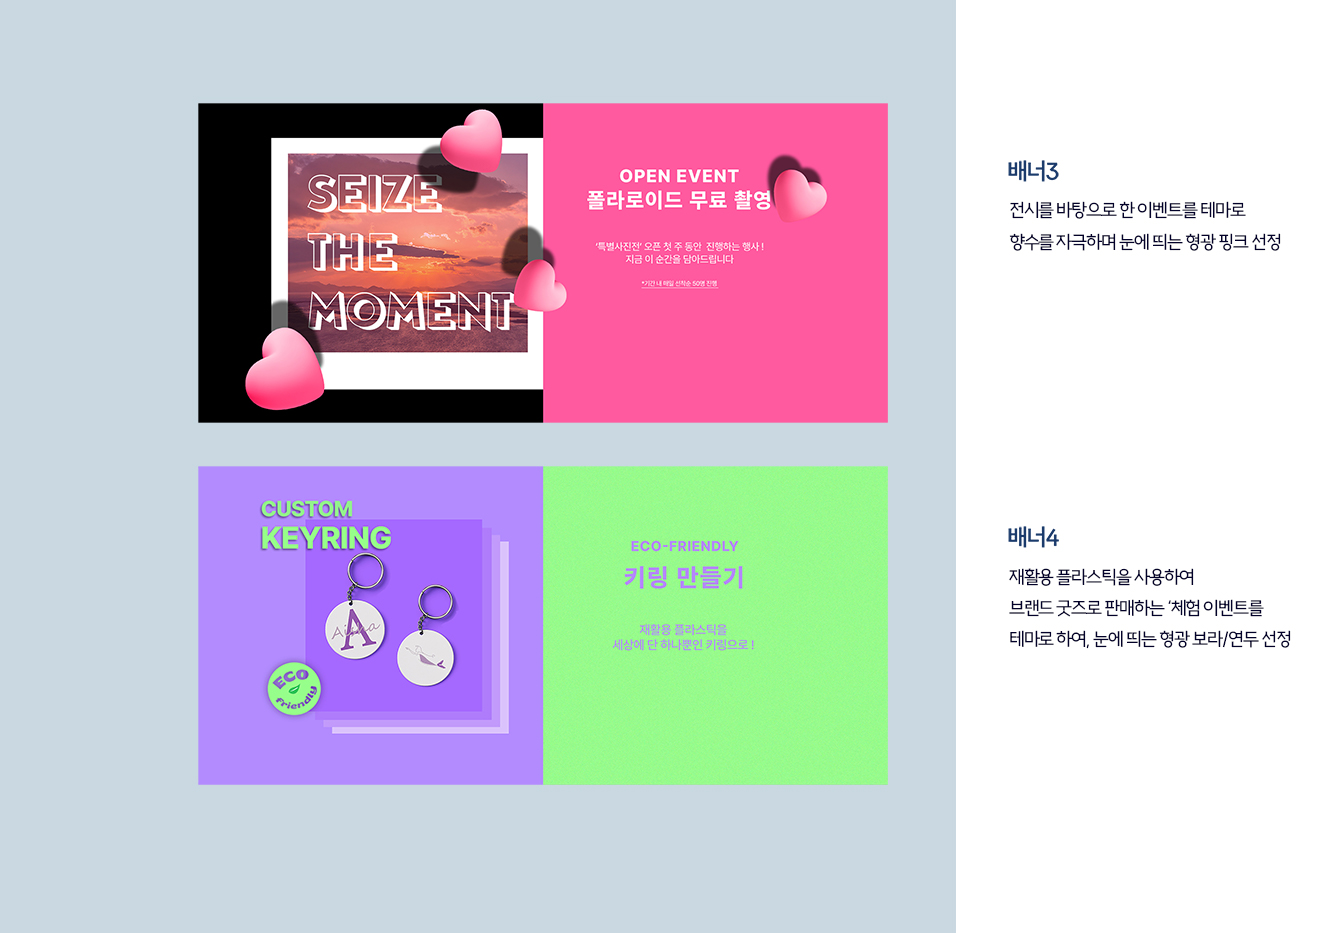 SEIZE
THE
MOMENT
OPEN EVENT
폴라로이드 무료 촬영
'특별사진전' 오픈 첫 주 동안 진행하는 행사 !
지금 이 순간을 담아드립니다
*기간 내 매일 선착순 50명 진행
배너3
전시를 바탕으로 한 이벤트를 테마로
향수를 자극하며 눈에 띄는 형광 핑크 선정
CUSTOM
KEYRING
A
ECO
friendly
ECO-FRIENDLY
키링 만들기
재활용 플라스틱을
세상에 단 하나뿐인 키링으로 !
배너4
재활용 플라스틱을 사용하여
브랜드 굿즈로 판매하는 '체험 이벤트를
테마로 하여, 눈에 띄는 형광 보라/연두 선정